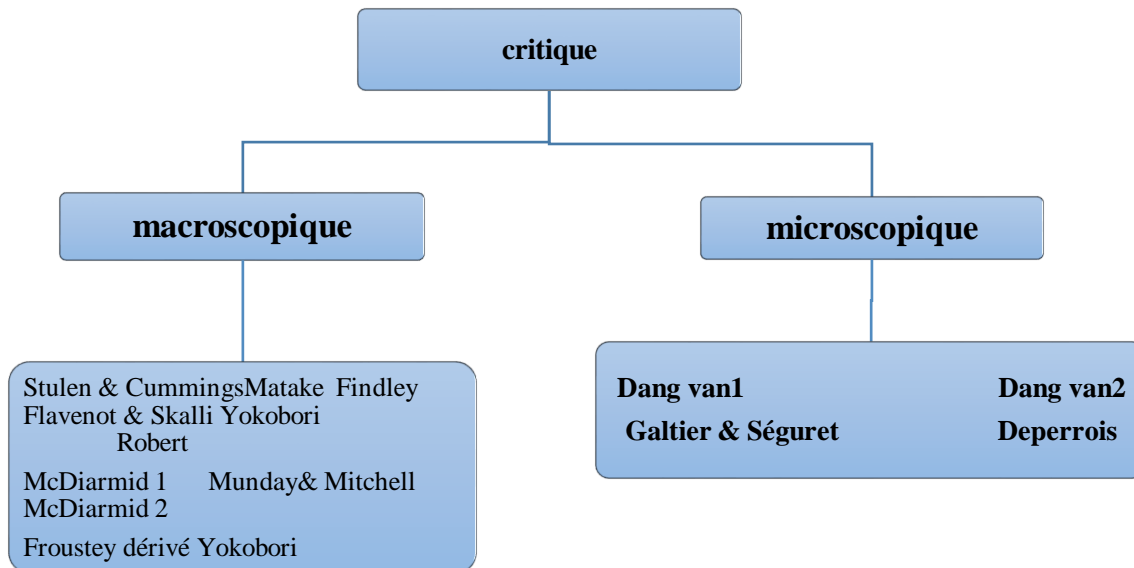 critique
macroscopique
microscopique
Stulen & CummingsMatake Findley
Flavenot & Skalli Yokobori
Robert
McDiarmid 1 Munday& Mitchell
McDiarmid 2
Froustey dérivé Yokobori
Dang van1 Dang van2
Galtier & Séguret Deperrois